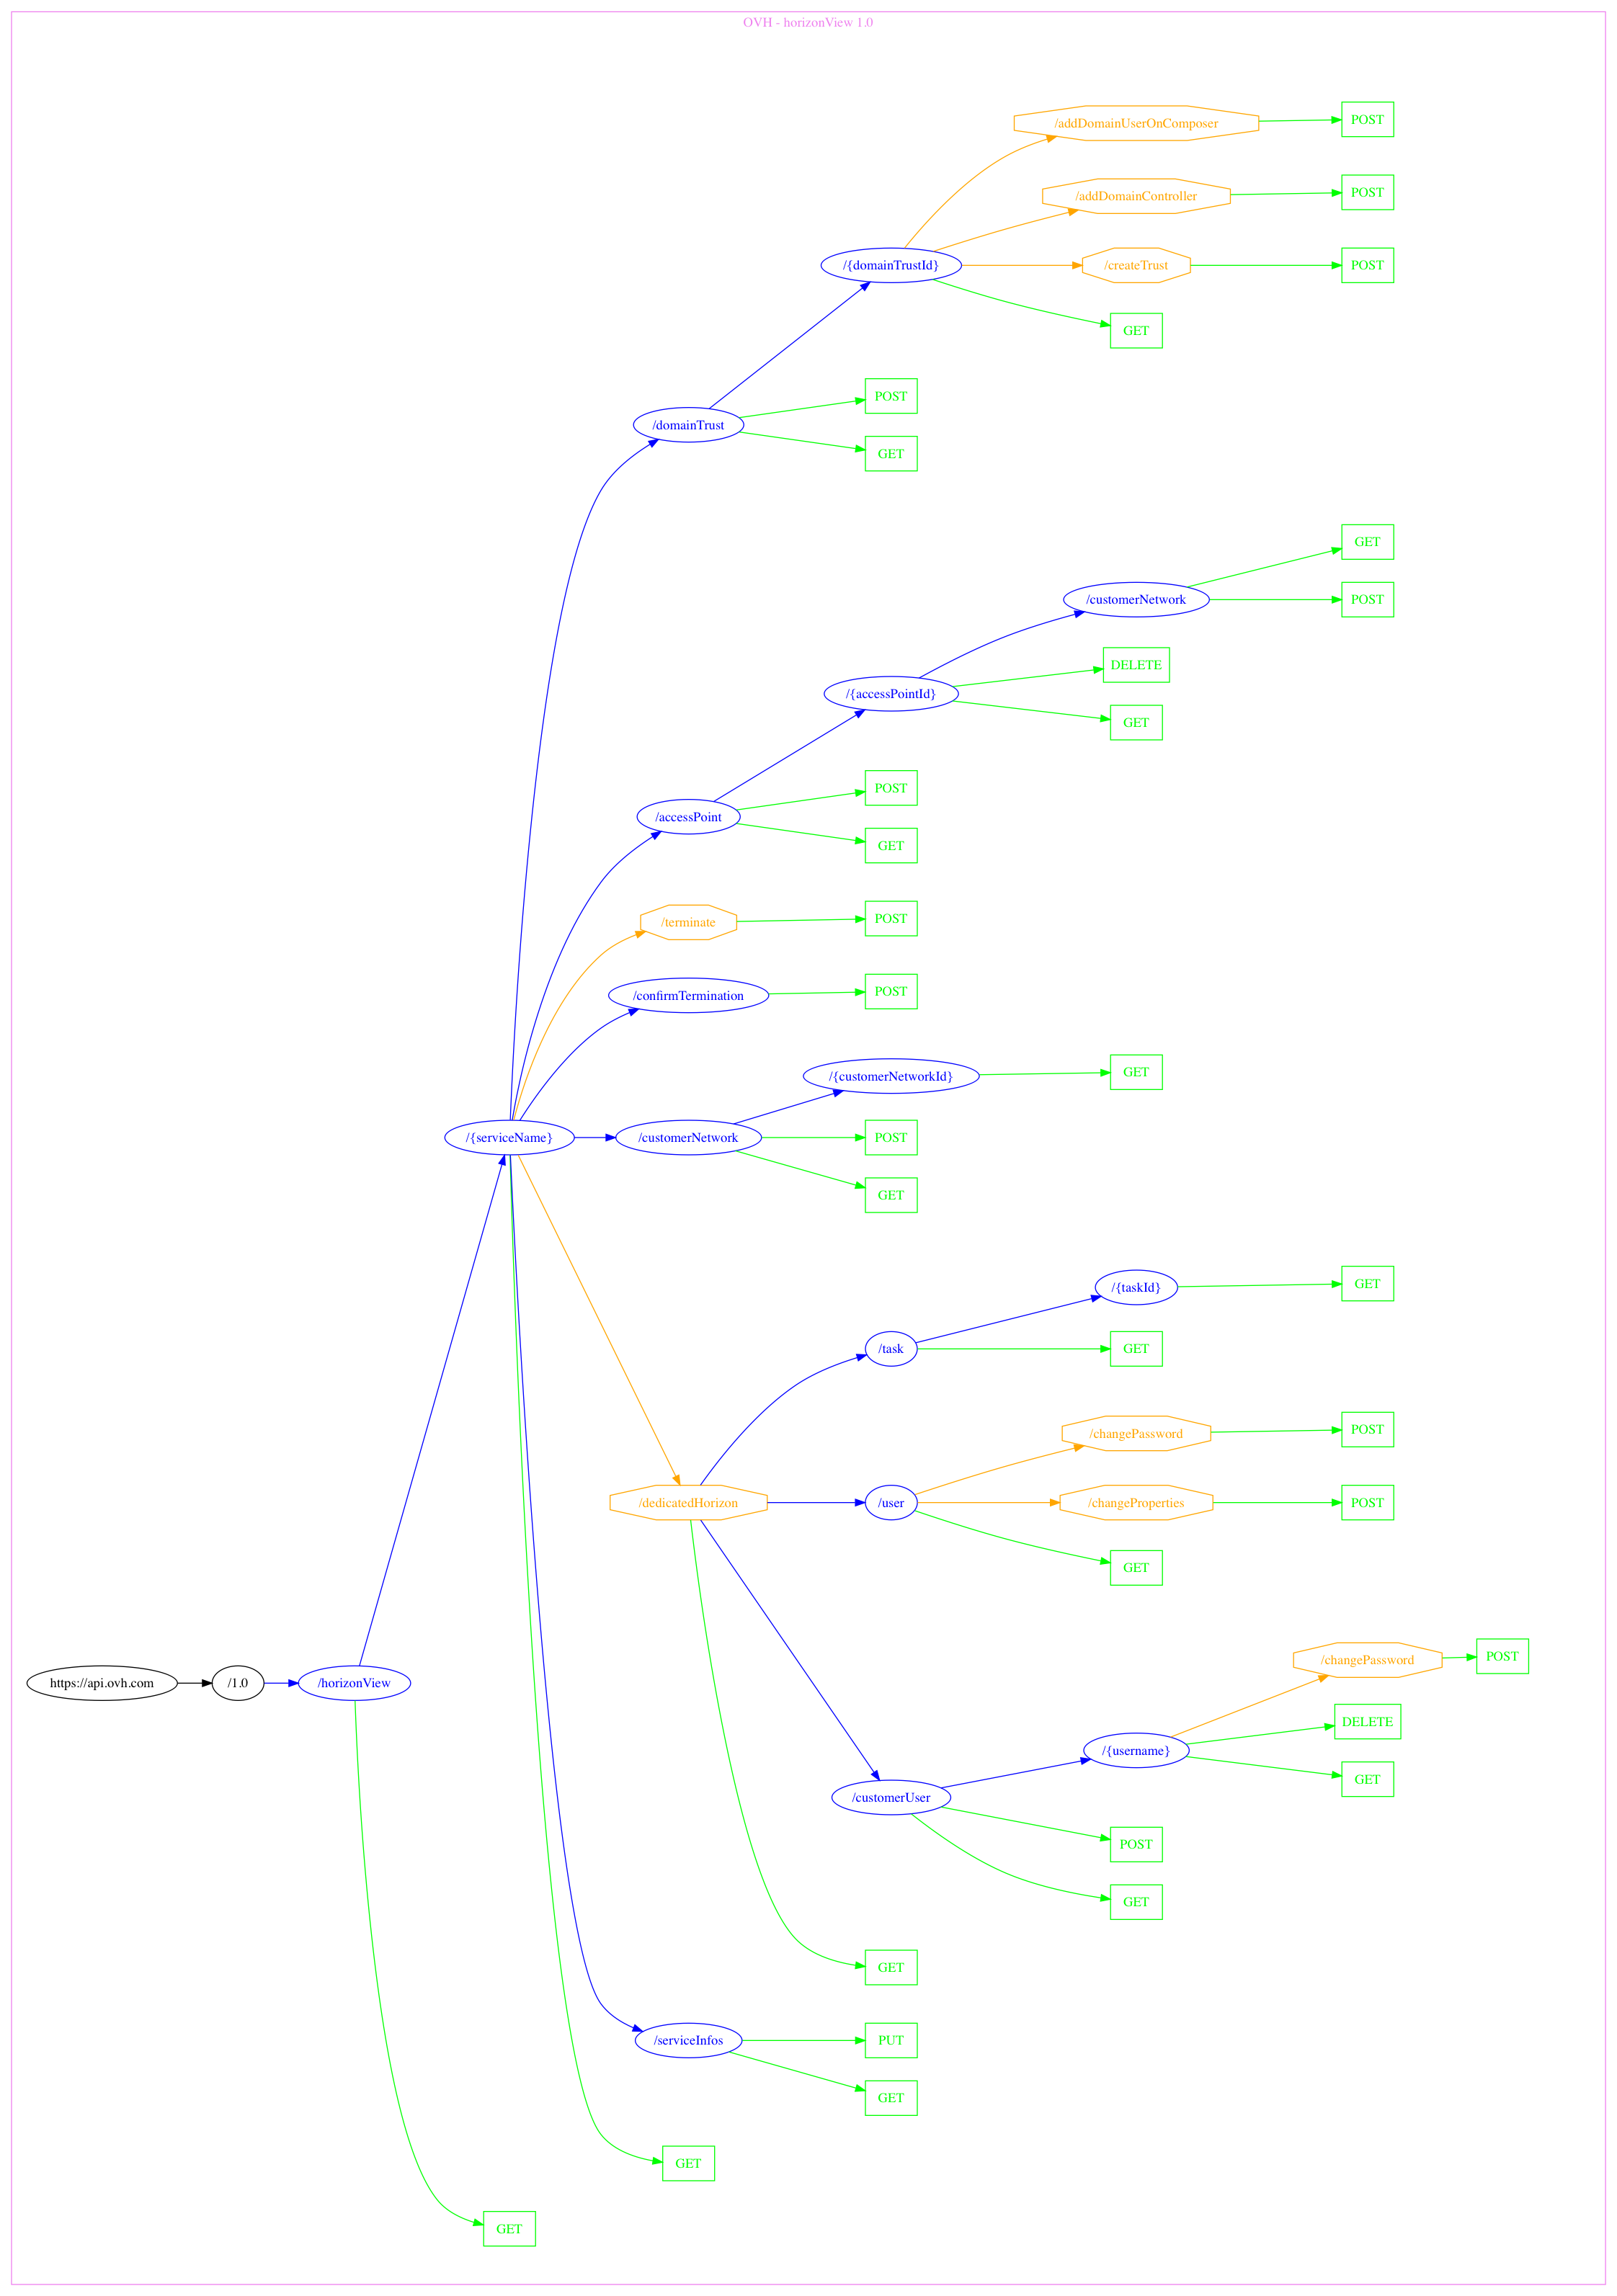 OVH - horizonView 1.0
/addDomainUserOnComposer
POST
/addDomainController
POST
/{domainTrustId}
/createTrust
POST
GET
/domainTrust
POST
GET
GET
/customerNetwork
POST
DELETE
/{accessPointId}
GET
POST
/accessPoint
GET
/terminate
POST
/confirmTermination
POST
/{customerNetworkId}
GET
/{serviceName}
/customerNetwork
POST
GET
/{taskId}
GET
/task
GET
/changePassword
POST
/dedicatedHorizon
/user
/changeProperties
POST
GET
/changePassword
POST
https://api.ovh.com
/1.0
/horizonView
DELETE
/{username}
GET
/customerUser
POST
GET
GET
/serviceInfos
PUT
GET
GET
GET